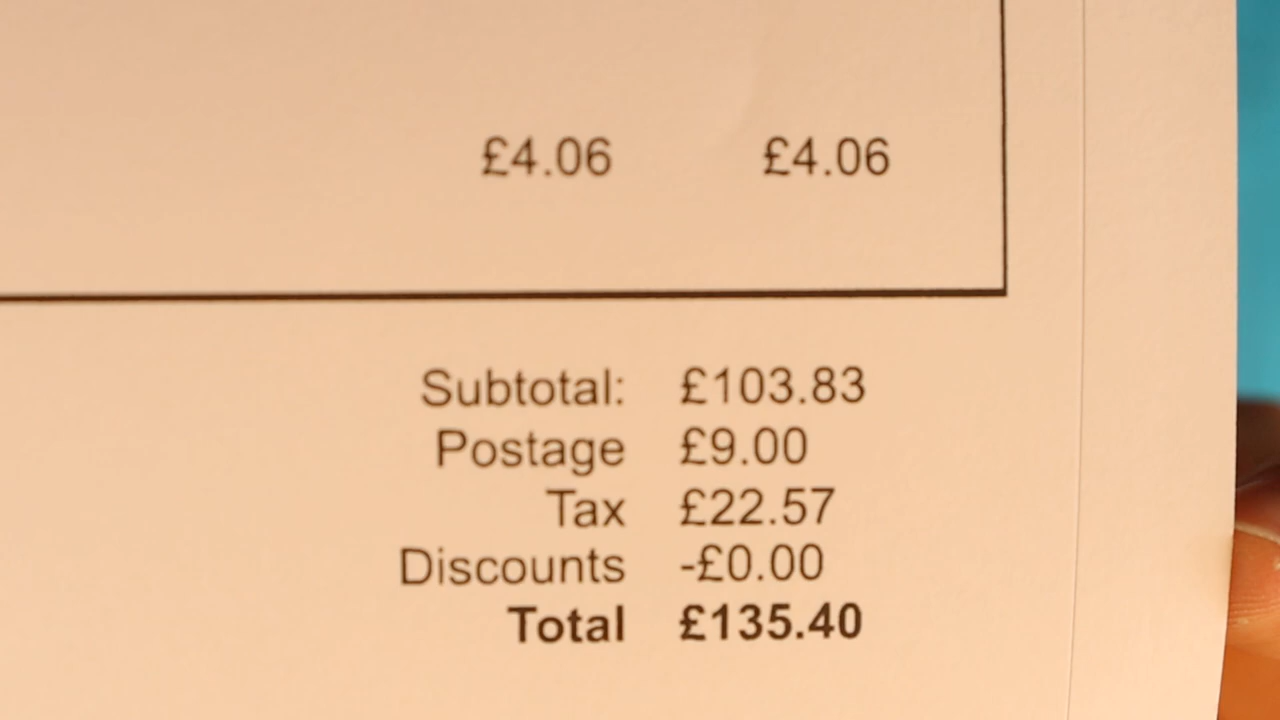 £4.06 £4.06
Subtotal: £103.83
Postage £9.00
Tax £22.57
Discounts -£0.00
Total £135.40